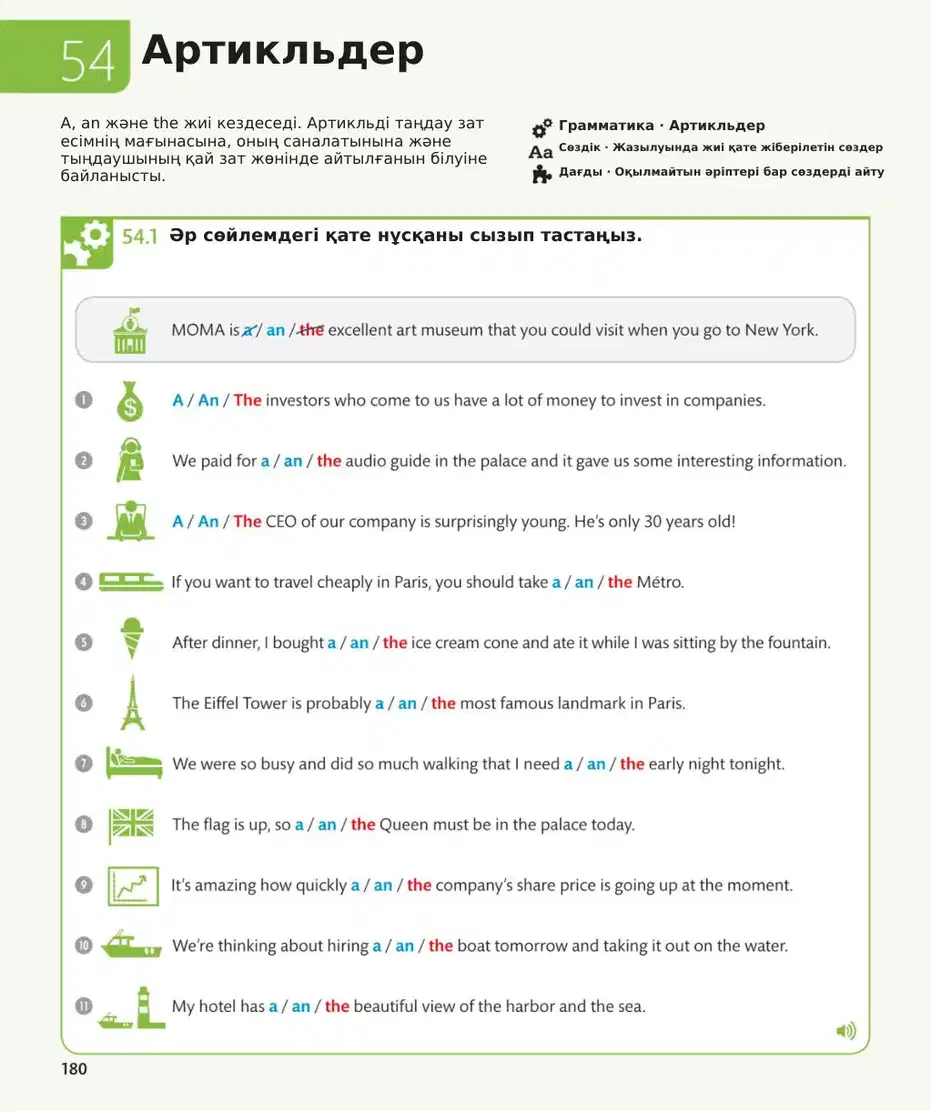 54
Артикльдер
A, an және the жиі кездеседі. Артикльді таңдау зат
есімнің мағынасына, оның саналатынына және
тыңдаушының қай зат жөнінде айтылғанын білуіне
байланысты.
Грамматика · Артикльдер
Aa Сөздік · Жазылуында жиі қате жіберілетін сөздер
Дағды · Оқылмайтын әріптері бар сөздерді айту
54.1 Әр сөйлемдегі қате нұсқаны сызып тастаңыз.
MOMA is a / an / the excellent art museum that you could visit when you go to New York.
1 A / An / The investors who come to us have a lot of money to invest in companies.
2 We paid for a / an / the audio guide in the palace and it gave us some interesting information.
3 A / An / The CEO of our company is surprisingly young. He's only 30 years old!
4 If you want to travel cheaply in Paris, you should take a / an / the Métro.
5 After dinner, I bought a / an / the ice cream cone and ate it while I was sitting by the fountain.
6 The Eiffel Tower is probably a / an / the most famous landmark in Paris.
7 We were so busy and did so much walking that I need a / an / the early night tonight.
8 The flag is up, so a / an / the Queen must be in the palace today.
9 It's amazing how quickly a / an / the company's share price is going up at the moment.
10 We're thinking about hiring a / an / the boat tomorrow and taking it out on the water.
11 My hotel has a / an / the beautiful view of the harbor and the sea.
180